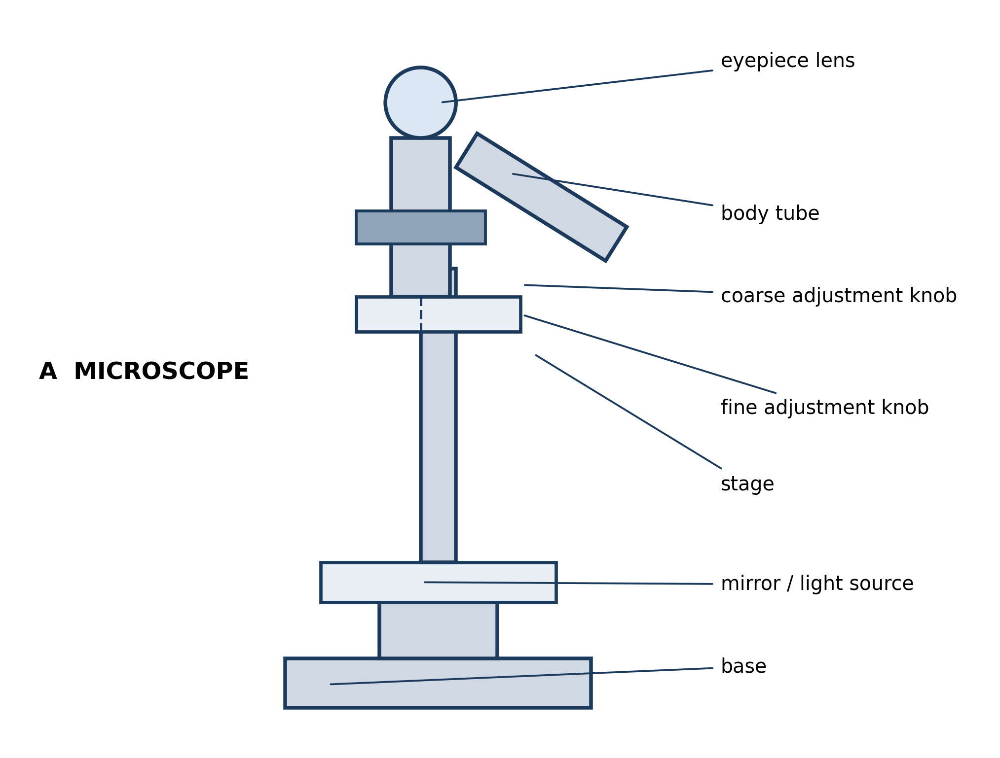 eyepiece lens
body tube
coarse adjustment knob
A MICROSCOPE
fine adjustment knob
stage
mirror / light source
base